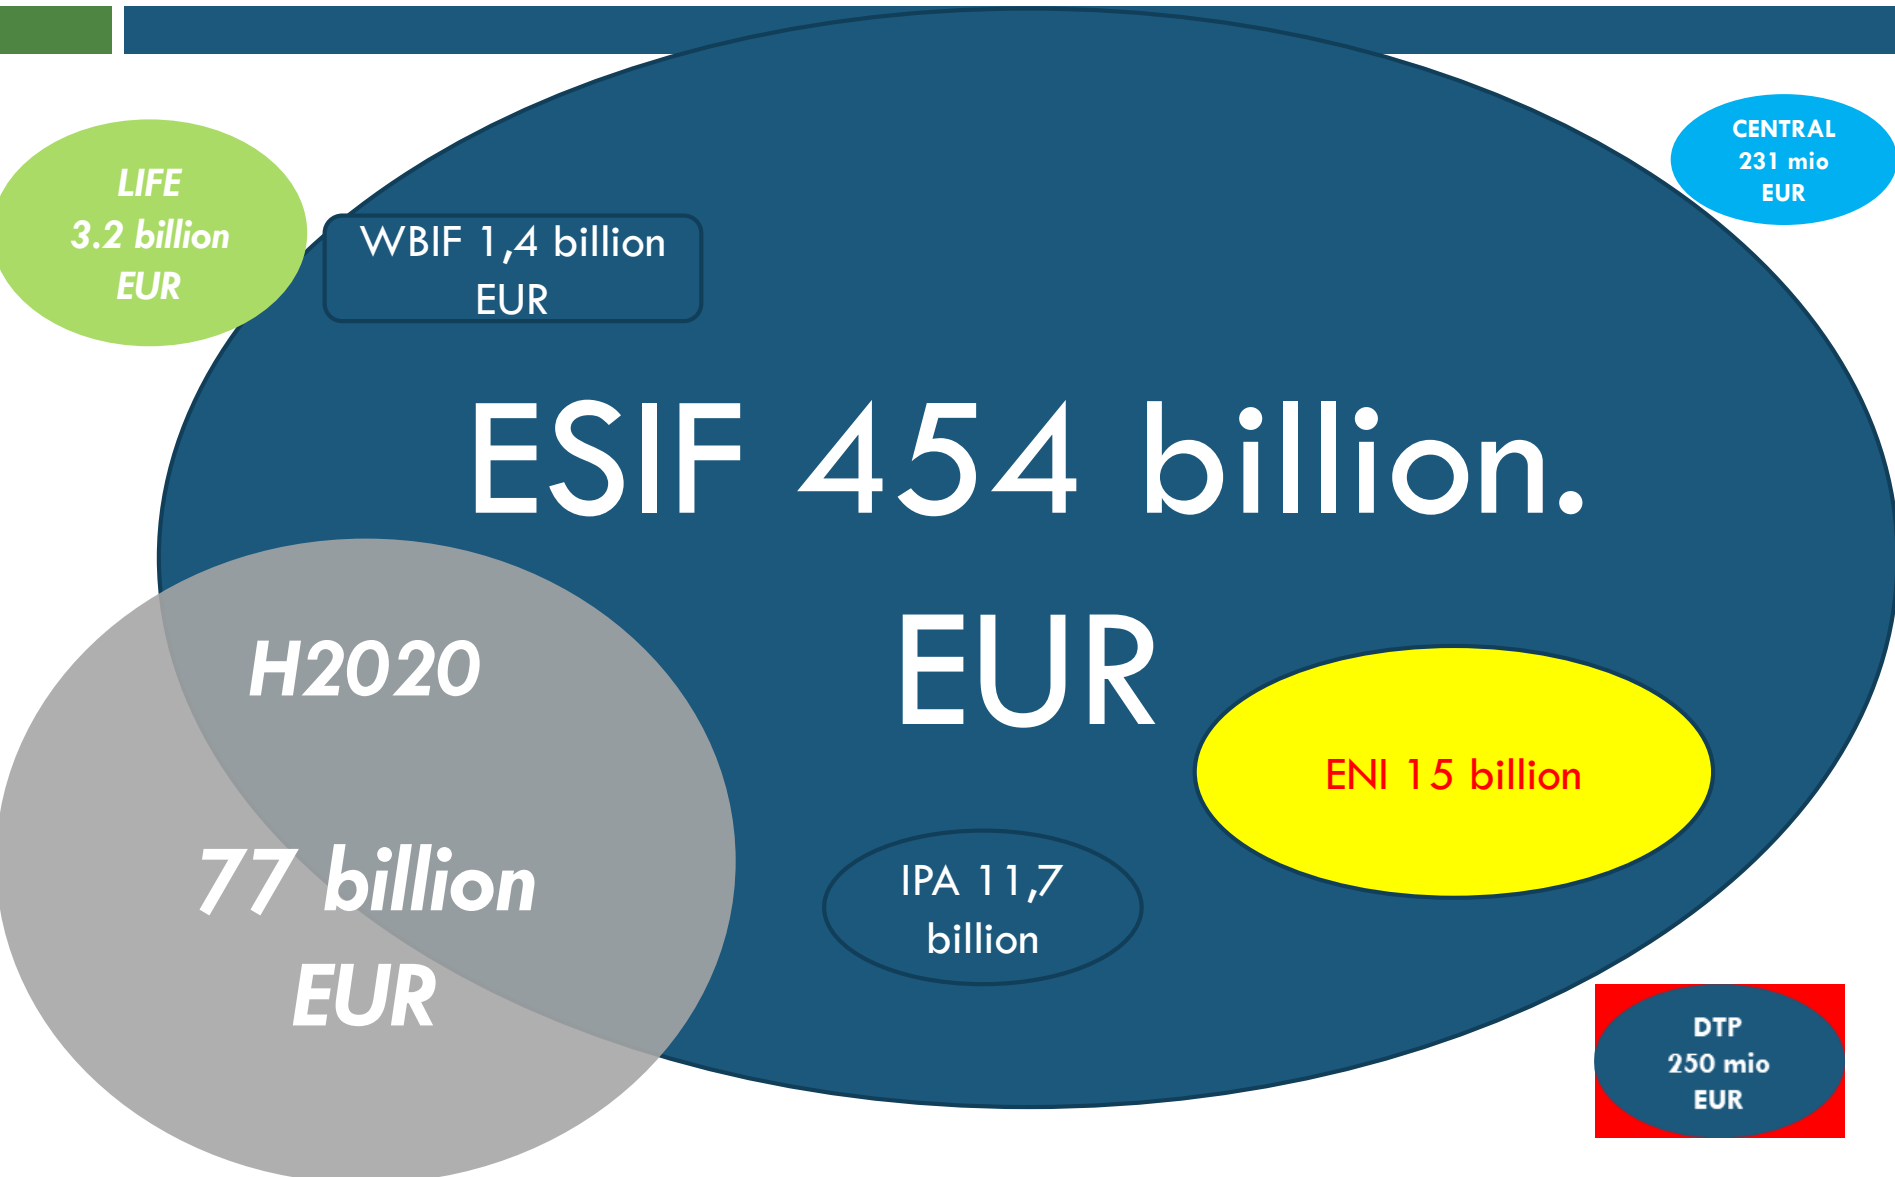 CENTRAL
231 mio
EUR
LIFE
3.2 billion
EUR
WBIF 1,4 billion
EUR
ESIF 454 billion.
EUR
H2020
77 billion
EUR
ENI 15 billion
IPA 11,7
billion
DTP
250 mio
EUR